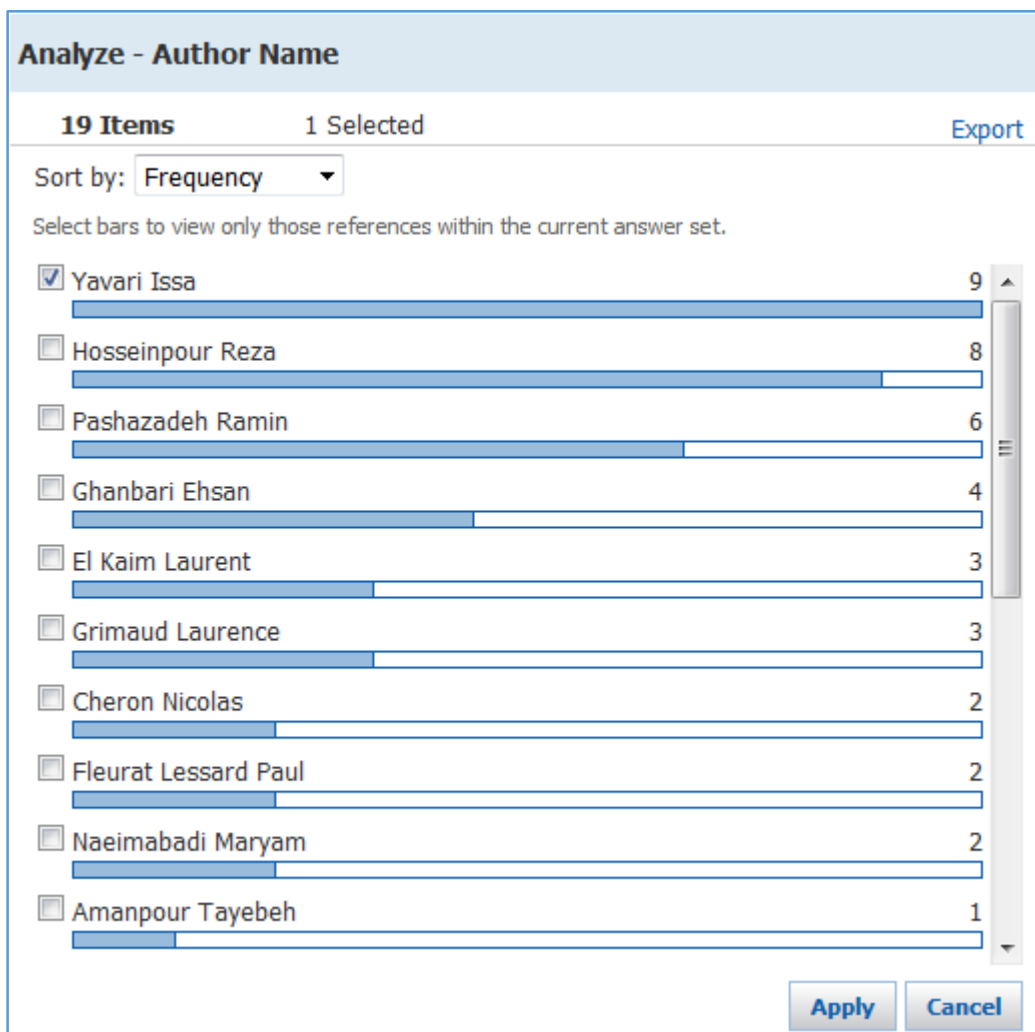 Analyze - Author Name
19 Items 1 Selected Export
Sort by: Frequency
Select bars to view only those references within the current answer set.
Yavari Issa 9
Hosseinpour Reza 8
Pashazadeh Ramin 6
Ghanbari Ehsan 4
El Kaim Laurent 3
Grimaud Laurence 3
Cheron Nicolas 2
Fleurat Lessard Paul 2
Naeimabadi Maryam 2
Amanpour Tayebeh 1
Apply Cancel